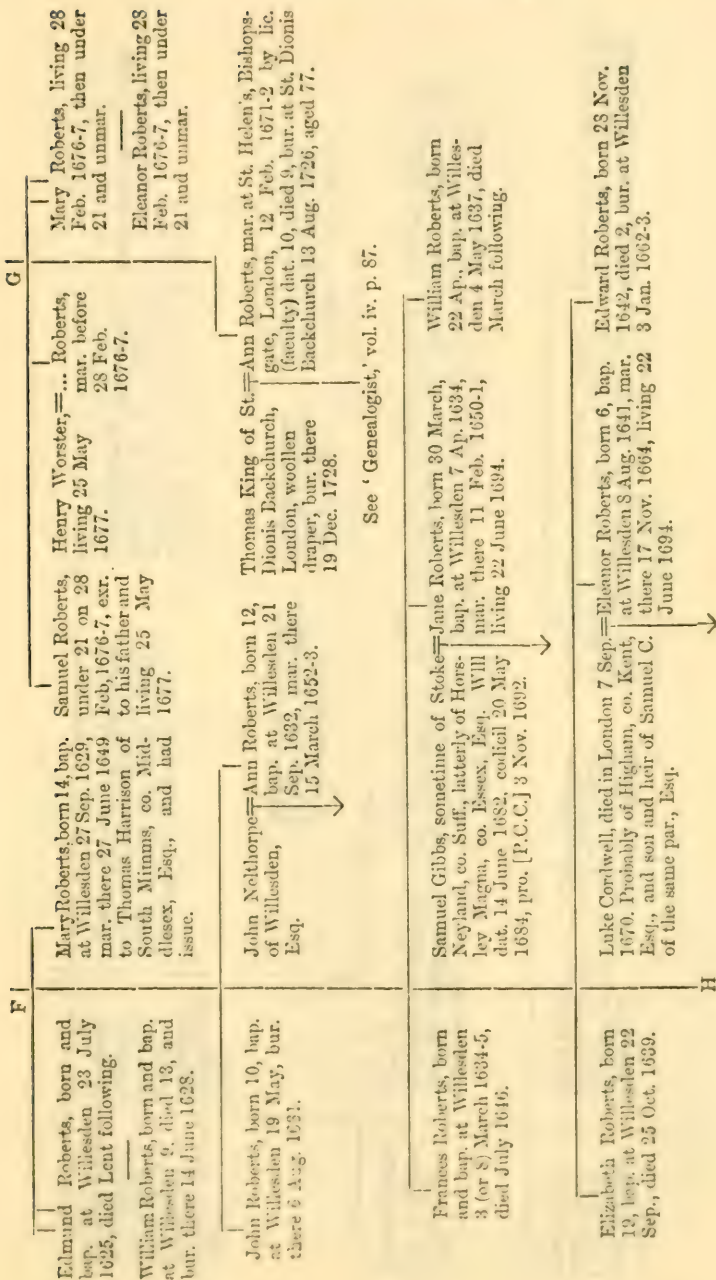 F
G
Edmund Roberts, born and
bap. at Willesden 23 July
1625, died Lent following.
William Roberts, born and bap.
at Willesden 9, died 13, and
bur. there 14 June 1628.
Mary Roberts, born 14, bap.
at Willesden 27 Sep. 1629,
mar. there 27 June 1649
to Thomas Harrison of
South Mimms, co. Mid-
dlesex, Esq., and had
issue.
Samuel Roberts,
under 21 on 28
Feb, 1676-7, exr.
to his father and
living 25 May
1677.
Henry Worster,=... Roberts,
living 25 May mar. before
1677. 28 Feb.
1676-7.
Mary Roberts, living 28
Feb. 1676-7, then under
21 and unmar.
Eleanor Roberts, living 28
Feb. 1676-7, then under
21 and unmar.
John Roberts, born 10, bap.
at Willesden 19 May, bur.
there 6 Aug. 1631.
John Nelthorpe=Ann Roberts, born 12,
of Willesden, bap. at Willesden 21
Esq. Sep. 1632, mar. there
15 March 1652-3.
Thomas King of St.=Ann Roberts, mar. at St. Helen's, Bishops-
Dionis Backchurch, gate, London, 12 Feb. 1671-2 by lic.
London, woollen (faculty) dat. 10, died 9, bur. at St. Dionis
draper, bur. there Backchurch 13 Aug. 1726, aged 77.
19 Dec. 1728.
See ‘Genealogist,’ vol. iv. p. 87.
Frances Roberts, born
and bap. at Willesden
3 (or 8) March 1634-5,
died July 1646.
Samuel Gibbs, sometime of Stoke=Jane Roberts, born 30 March,
Neyland, co. Suff., latterly of Hors- bap. at Willesden 7 Ap. 1634,
ley Magna, co. Essex, Esq. Will mar. there 11 Feb. 1650-1,
dat. 14 June 1682, codicil 20 May living 22 June 1694.
1684, pro. [P.C.C.] 3 Nov. 1692.
William Roberts, born
22 Ap., bap. at Willes-
den 4 May 1637, died
March following.
Elizabeth Roberts, born
19, bap. at Willesden 22
Sep., died 25 Oct. 1639.
Luke Cordwell, died in London 7 Sep.=Eleanor Roberts, born 6, bap.
1670. Probably of Higham, co. Kent, at Willesden 8 Aug. 1641, mar.
Esq., and son and heir of Samuel C. there 17 Nov. 1664, living 22
of the same par., Esq. June 1694.
Edward Roberts, born 28 Nov.
1642, died 2, bur. at Willesden
3 Jan. 1662-3.
H